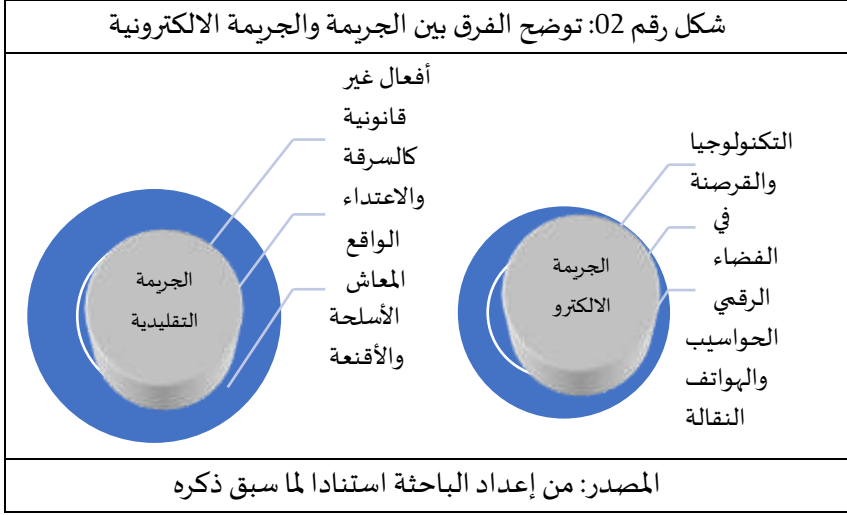 شكل رقم 02: توضح الفرق بين الجريمة والجريمة الالكترونية
التكنولوجيا
والقرصنة
في
الفضاء
الرقمي
الحواسيب
والهواتف
النقالة
الجريمة
الالكترو
أفعال غير
قانونية
كالسرقة
والاعتداء
الواقع
المعاش
الأسلحة
والأقنعة
الجريمة
التقليدية
المصدر: من إعداد الباحثة استنادا لما سبق ذكره